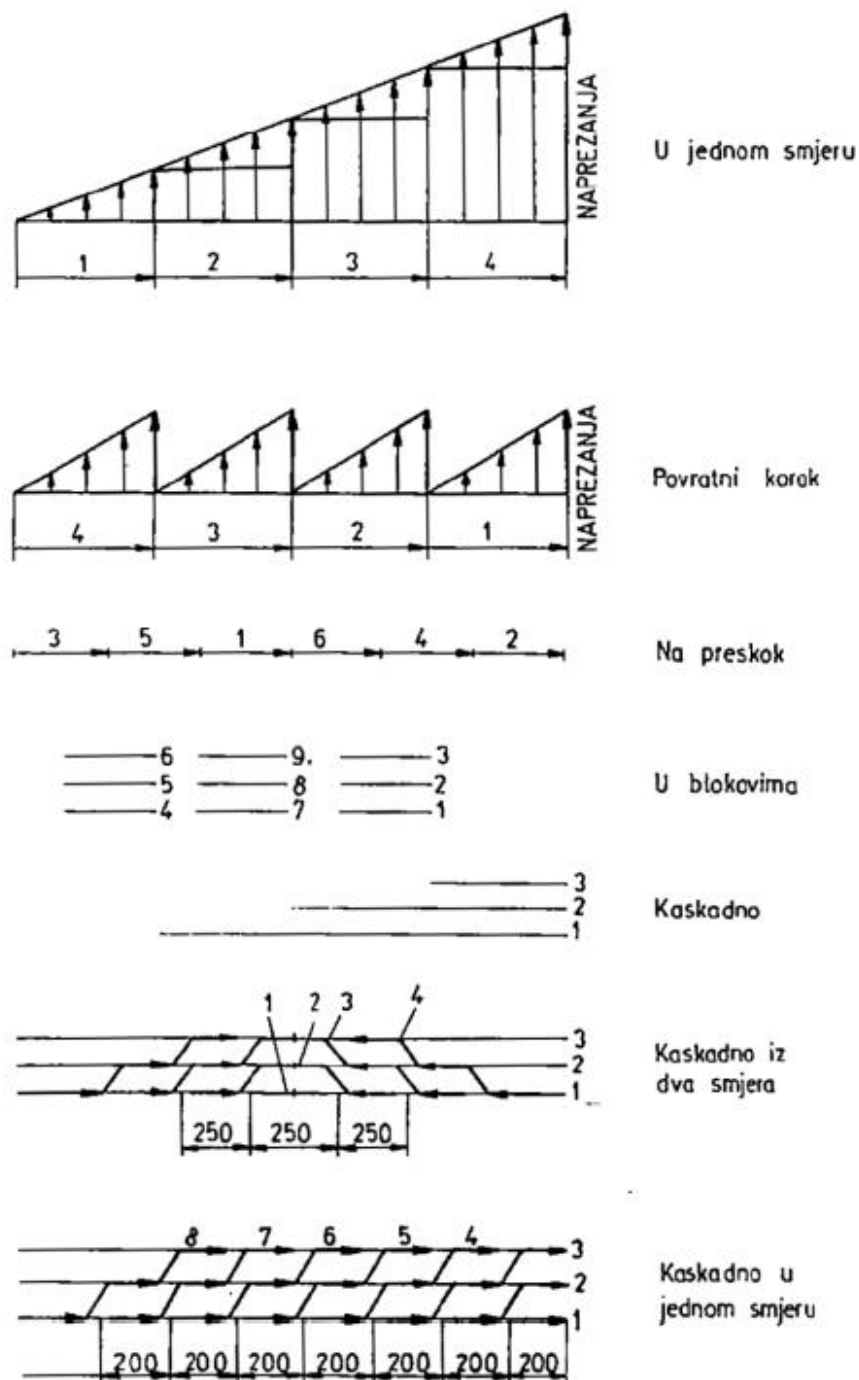 NAPREZANJA
U jednom smjeru
1 2 3 4
NAPREZANJA
Povratni korak
4 3 2 1
3 5 1 6 4 2
Na preskok
6 9. 3
5 8 2
4 7 1
U blokovima
3
2
1
Kaskadno
1 2 3 4
3
2
1
Kaskadno iz
dva smjera
250 250 250
8 7 6 5 4
3
2
1
Kaskadno u
jednom smjeru
200 200 200 200 200 200 200